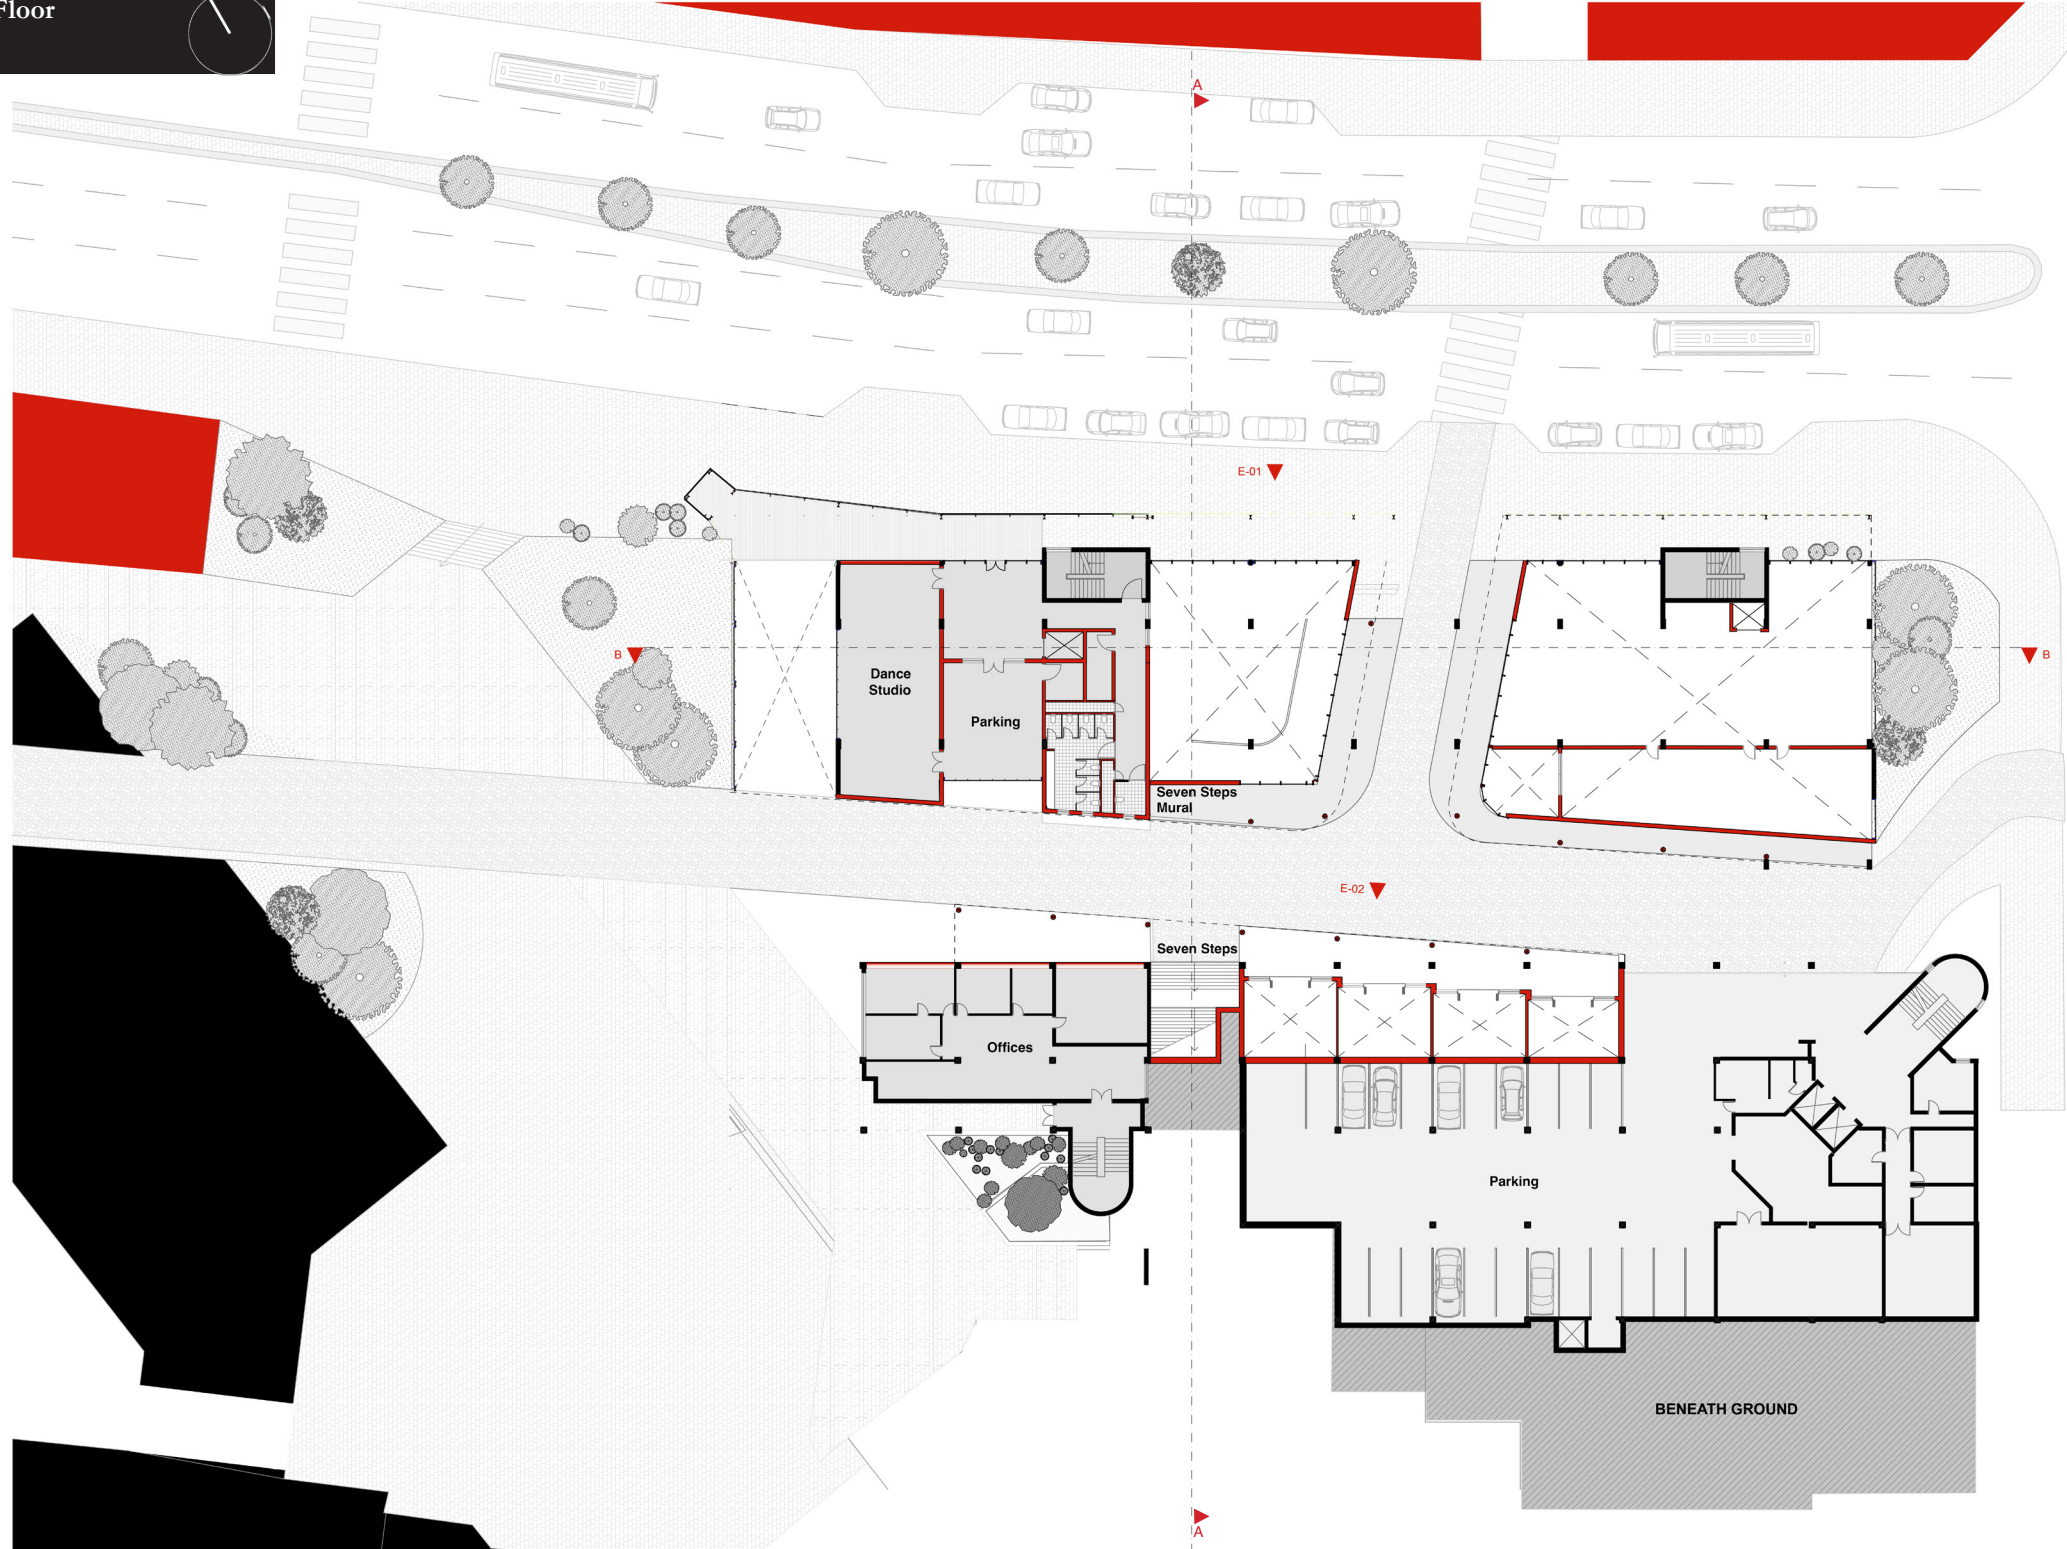 Floor
A
E-01
B
Dance
Studio
Parking
B
Seven Steps
Mural
E-02
Seven Steps
Offices
Parking
BENEATH GROUND
A